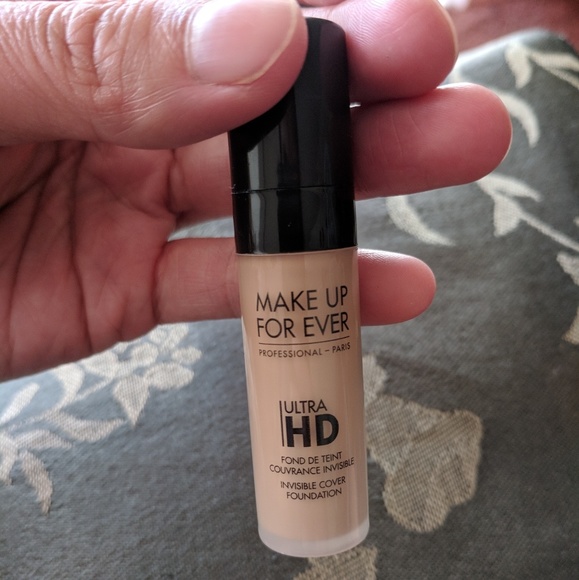 MAKE UP
FOR EVER
PROFESSIONAL – PARIS
ULTRA
HD
FOND DE TEINT
COUVRANCE INVISIBLE
INVISIBLE COVER
FOUNDATION